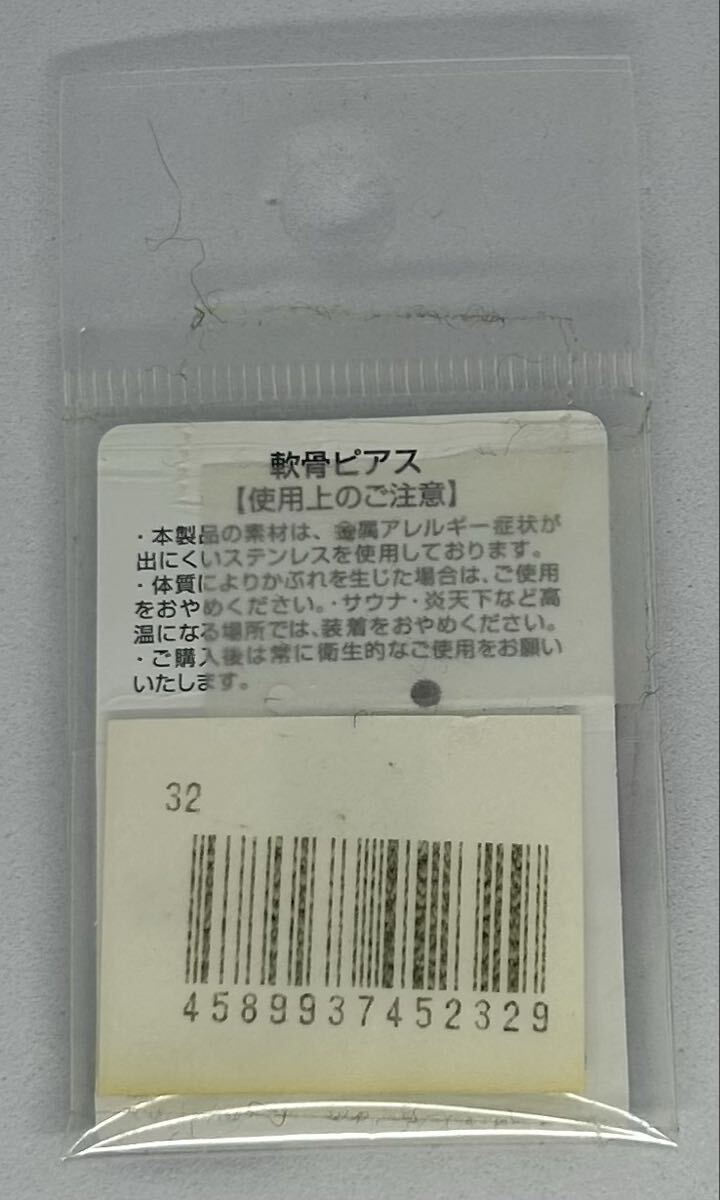 軟骨ピアス
【使用上のご注意】
・本製品の素材は、金属アレルギー症状が
出にくいステンレスを使用しております。
・体質によりかぶれを生じた場合は、ご使用
をおやめください。・サウナ・炎天下など高
温になる場所では、装着をおやめください。
・ご購入後は常に衛生的なご使用をお願い
いたします。
32
4589937452329